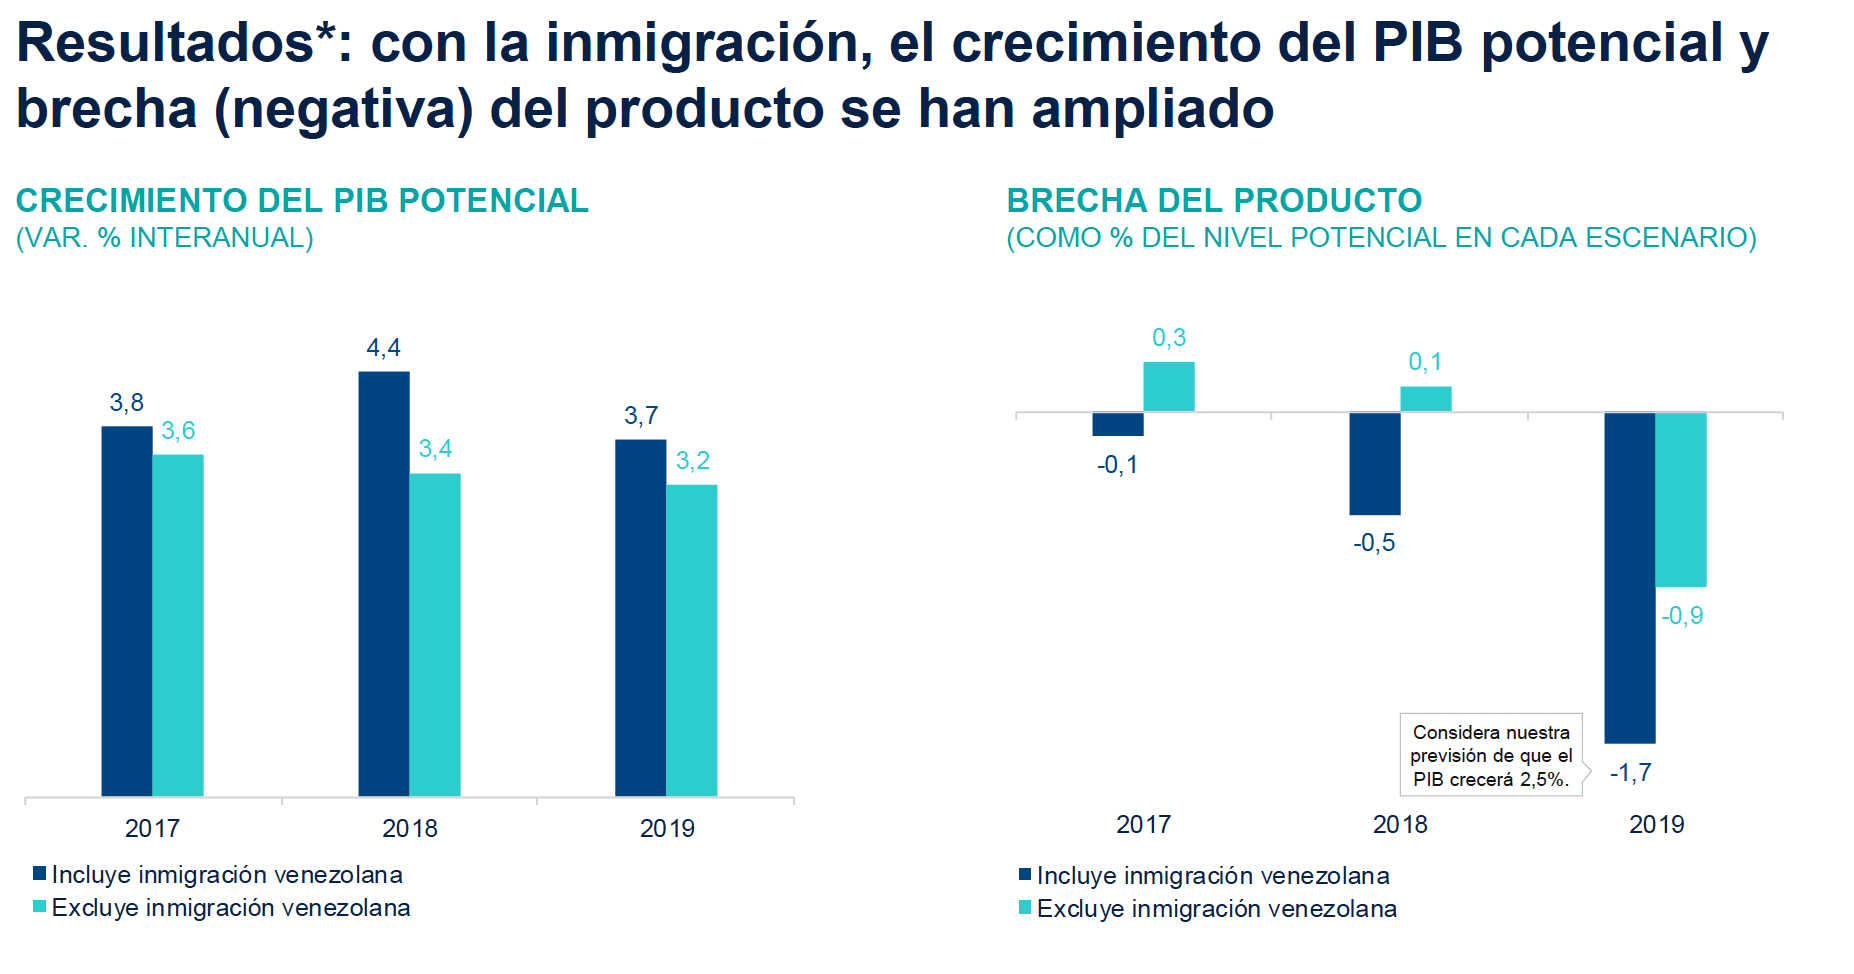 Resultados*: con la inmigración, el crecimiento del PIB potencial y
brecha (negativa) del producto se han ampliado
CRECIMIENTO DEL PIB POTENCIAL
(VAR. % INTERANUAL)
4,4
3,8
3,7
3,6
3,4
3,2
2017
2018
2019
Incluye inmigración venezolana
Excluye inmigración venezolana
BRECHA DEL PRODUCTO
(COMO % DEL NIVEL POTENCIAL EN CADA ESCENARIO)
0,3
0,1
-0,1
-0,5
-0,9
Considera nuestra
previsión de que el
PIB crecerá 2,5%.
-1,7
2017
2018
2019
Incluye inmigración venezolana
Excluye inmigración venezolana